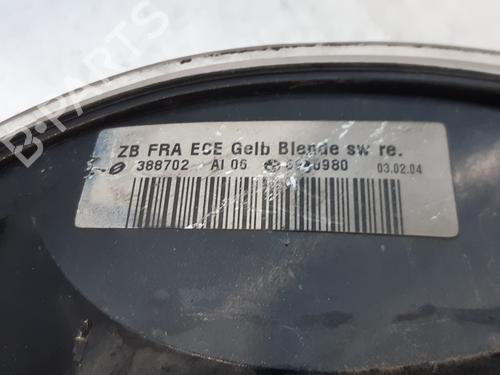 B-PARTS
ZB FRA ECE Gelb Blende sw re.
388702 AI 06 03.02.04